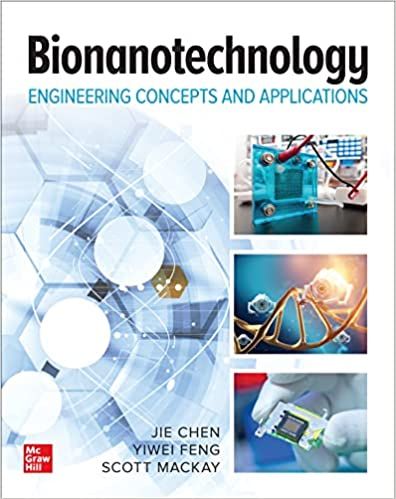 Bionanotechnology
ENGINEERING CONCEPTS AND APPLICATIONS
JIE CHEN
YIWEI FENG
SCOTT MACKAY
Mc
Graw
Hill